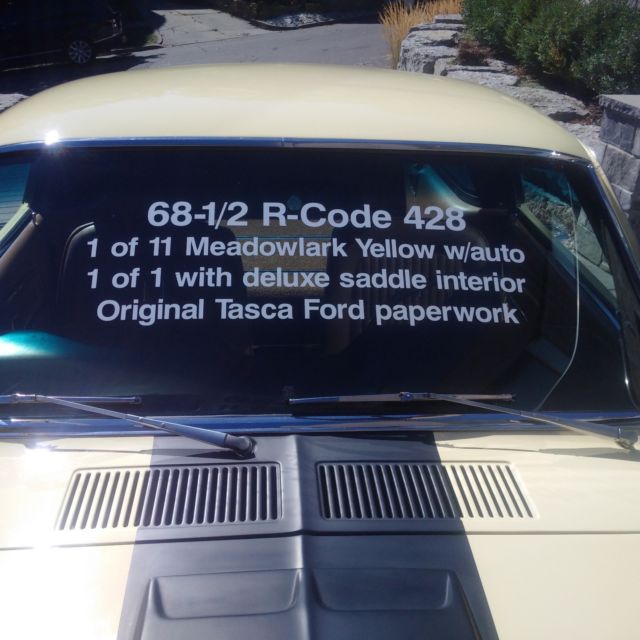 68-1/2 R-Code 428
1 of 11 Meadowlark Yellow w/auto
1 of 1 with deluxe saddle interior
Original Tasca Ford paperwork